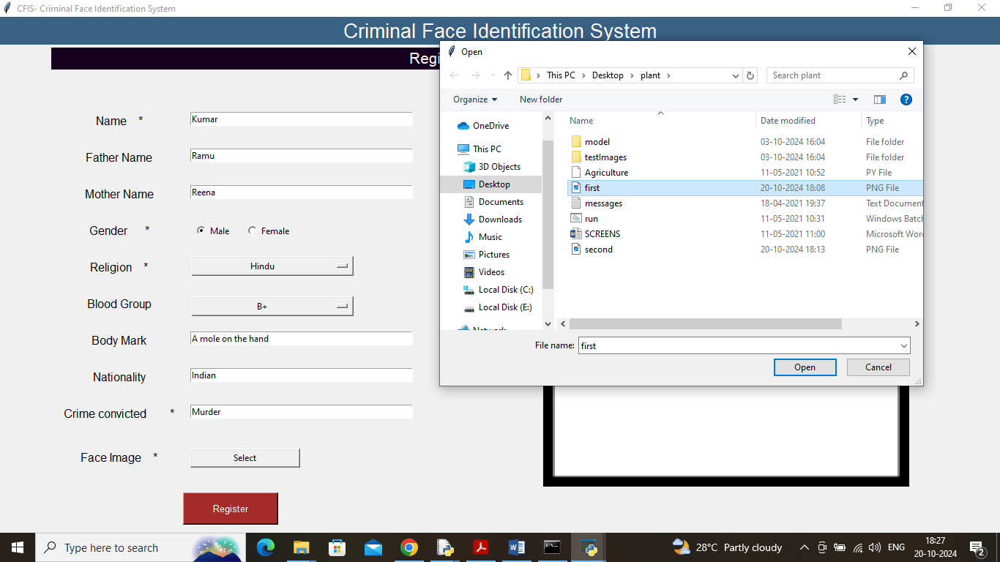 CFIS- Criminal Face Identification System
Criminal Face Identification System
Regi
Name *
Kumar
Father Name
Ramu
Mother Name
Reena
Gender *
Male
Female
Religion *
Hindu
Blood Group
B+
Body Mark
A mole on the hand
Nationality
Indian
Crime convicted *
Murder
Face Image *
Select
Register
Open
This PC > Desktop > plant >
Search plant
Organize
New folder
?
OneDrive
This PC
3D Objects
Desktop
Documents
Downloads
Music
Pictures
Videos
Local Disk (C:)
Local Disk (E:)
Network
Name Date modified Type
model 03-10-2024 16:04 File folder
testImages 03-10-2024 16:04 File folder
Agriculture 11-05-2021 10:52 PY File
first 20-10-2024 18:08 PNG File
messages 18-04-2021 19:37 Text Documen
run 11-05-2021 10:31 Windows Batch
SCREENS 11-05-2021 11:00 Microsoft Wor
second 20-10-2024 18:13 PNG File
File name: first
Open
Cancel
Type here to search
28°C Partly cloudy
ENG
18:27
20-10-2024
2